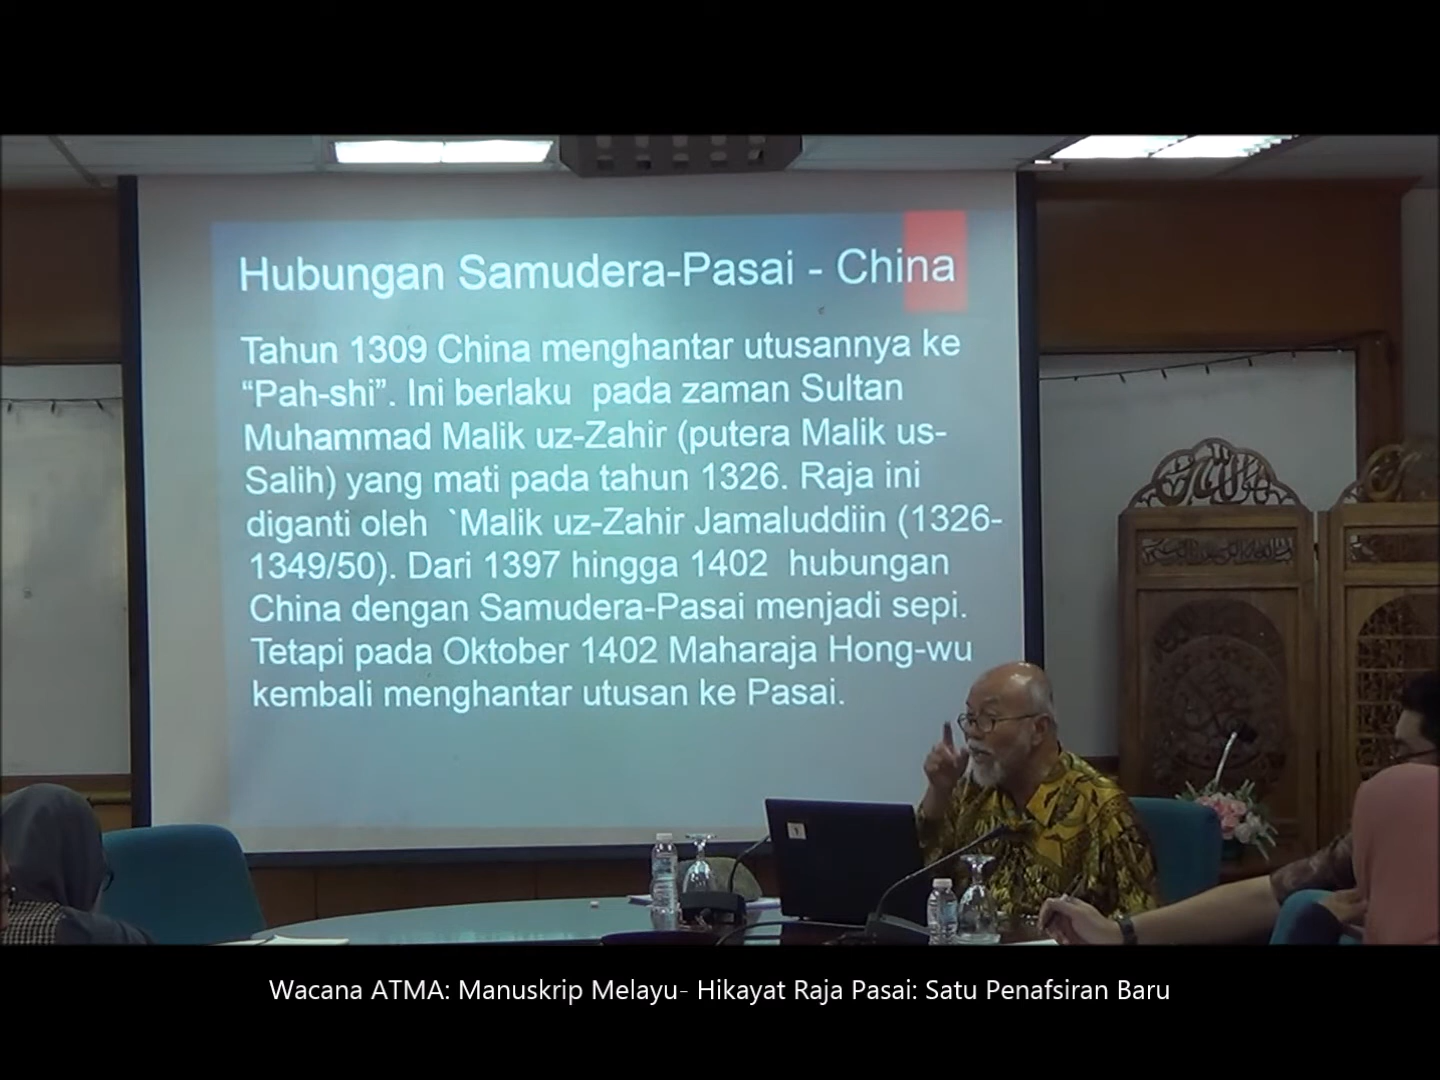 Hubungan Samudera-Pasai - China
Tahun 1309 China menghantar utusannya ke
“Pah-shi”. Ini berlaku pada zaman Sultan
Muhammad Malik uz-Zahir (putera Malik us-
Salih) yang mati pada tahun 1326. Raja ini
diganti oleh `Malik uz-Zahir Jamaluddiin (1326-
1349/50). Dari 1397 hingga 1402 hubungan
China dengan Samudera-Pasai menjadi sepi.
Tetapi pada Oktober 1402 Maharaja Hong-wu
kembali menghantar utusan ke Pasai.
Wacana ATMA: Manuskrip Melayu- Hikayat Raja Pasai: Satu Penafsiran Baru